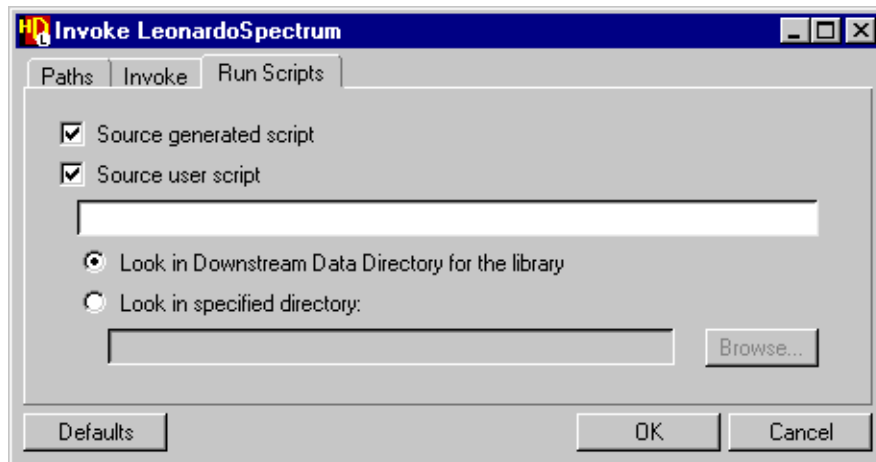 HDL Invoke LeonardoSpectrum
Paths Invoke Run Scripts
Source generated script
Source user script
Look in Downstream Data Directory for the library
Look in specified directory:
Browse...
Defaults OK Cancel